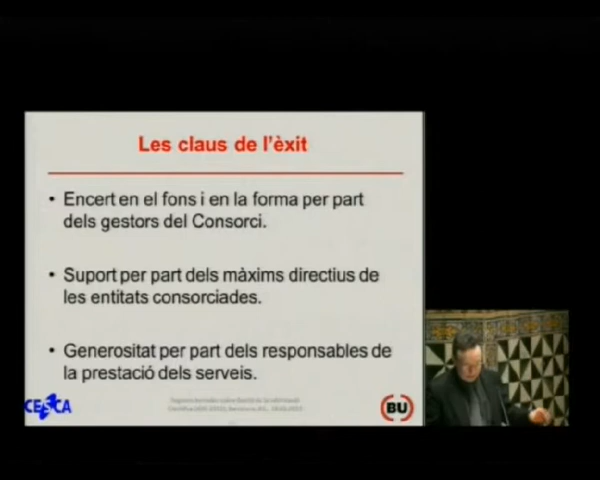 Les claus de l'èxit
• Encert en el fons i en la forma per part
dels gestors del Consorci.
• Suport per part dels màxims directius de
les entitats consorciades.
• Generositat per part dels responsables de
la prestació dels serveis.
CESCA
BU